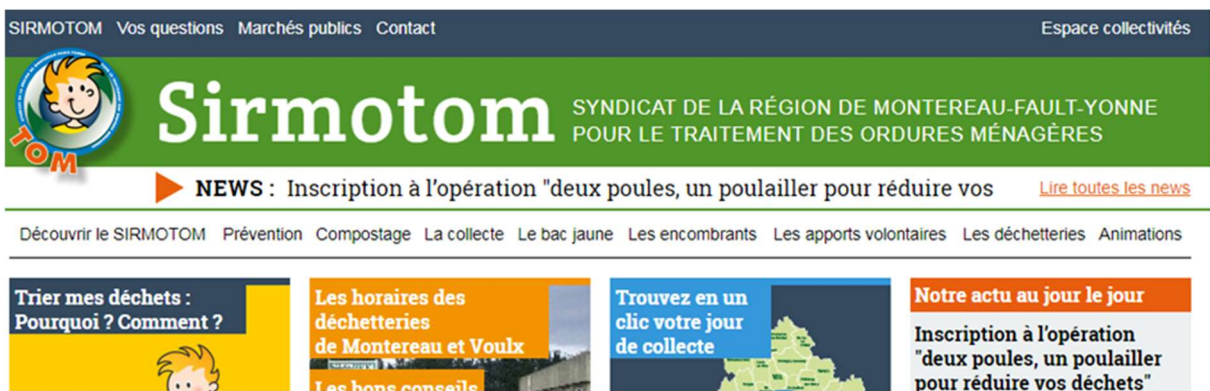 SIRMOTOM Vos questions Marchés publics Contact Espace collectivités
TOM
Sirmotom
SYNDICAT DE LA RÉGION DE MONTEREAU-FAULT-YONNE
POUR LE TRAITEMENT DES ORDURES MÉNAGÈRES
NEWS : Inscription à l'opération "deux poules, un poulailler pour réduire vos Lire toutes les news
Découvrir le SIRMOTOM Prévention Compostage La collecte Le bac jaune Les encombrants Les apports volontaires Les déchetteries Animations
Trier mes déchets :
Pourquoi ? Comment ?
Les horaires des
déchetteries
de Montereau et Voulx
Les bons conseils
Trouvez en un
clic votre jour
de collecte
Notre actu au jour le jour
Inscription à l'opération
"deux poules, un poulailler
pour réduire vos déchets"